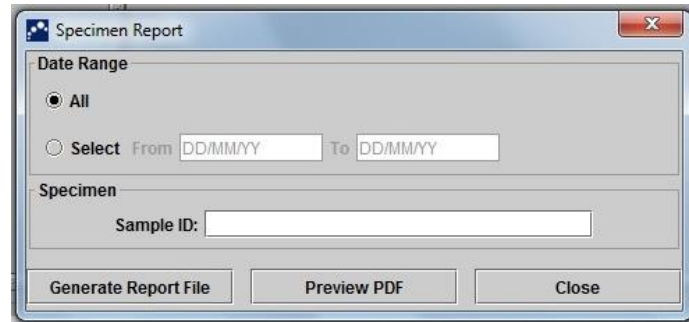 Specimen Report
Date Range
All
Select From DD/MM/YY To DD/MM/YY
Specimen
Sample ID:
Generate Report File Preview PDF Close